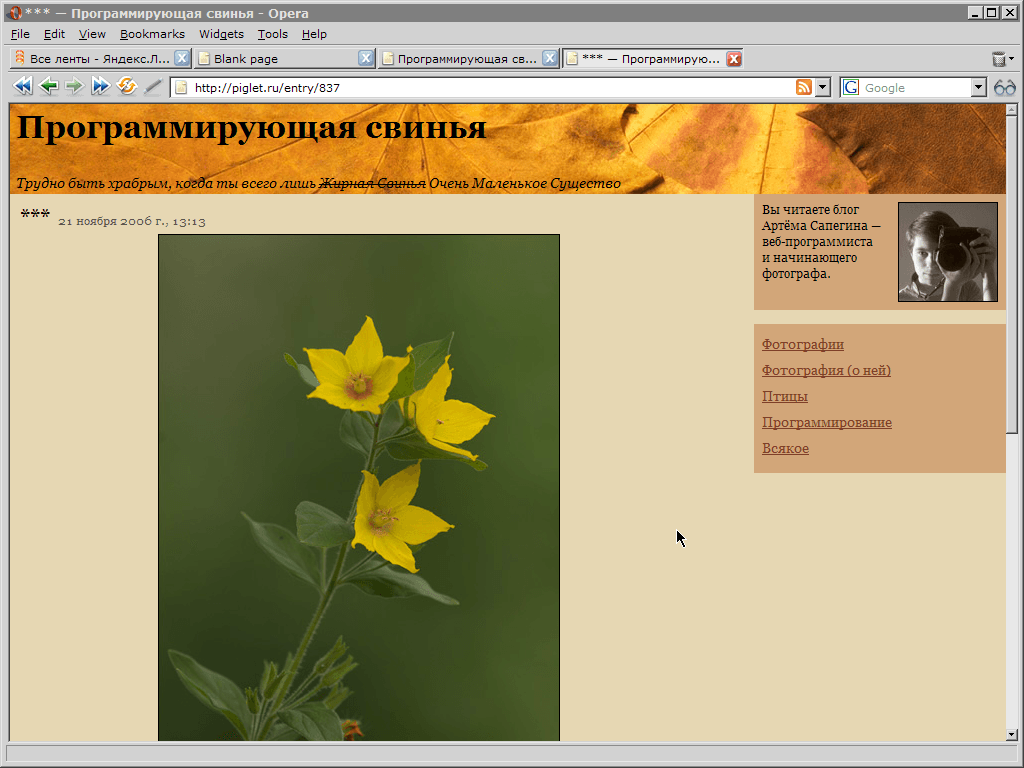 *** — Программирующая свинья - Opera
File Edit View Bookmarks Widgets Tools Help
Все ленты - Яндекс.Л... Blank page Программирующая св... *** — Программирую...
http://piglet.ru/entry/837 Google
Программирующая свинья
Трудно быть храбрым, когда ты всего лишь Жирная Свинья Очень Маленькое Существо
*** 21 ноября 2006 г., 13:13
Вы читаете блог
Артёма Сапегина —
веб-программиста
и начинающего
фотографа.
Фотографии
Фотография (о ней)
Птицы
Программирование
Всякое